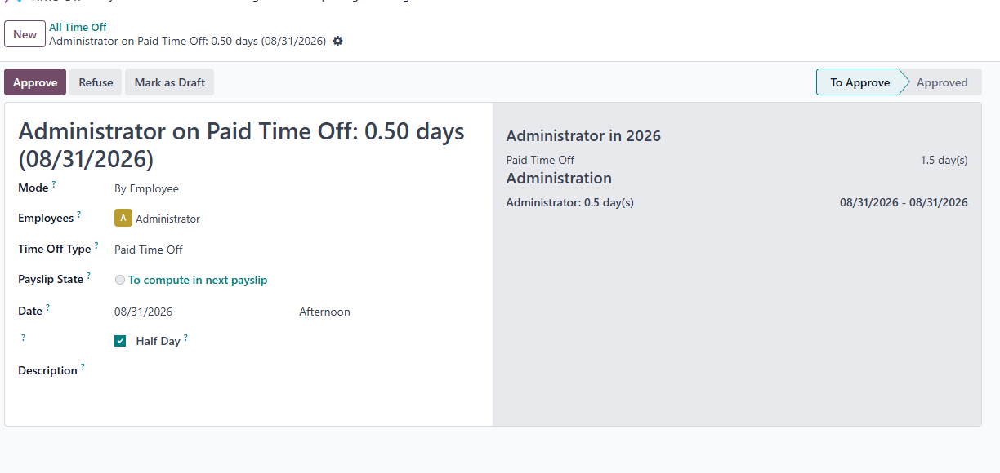 New
All Time Off
Administrator on Paid Time Off: 0.50 days (08/31/2026)
Approve
Refuse
Mark as Draft
To Approve
Approved
Administrator on Paid Time Off: 0.50 days
(08/31/2026)
Mode ?
By Employee
Employees ?
A Administrator
Time Off Type ?
Paid Time Off
Payslip State ?
To compute in next payslip
Date ?
08/31/2026
Afternoon
?
Half Day ?
Description ?
Administrator in 2026
Paid Time Off
1.5 day(s)
Administration
Administrator: 0.5 day(s)
08/31/2026 - 08/31/2026